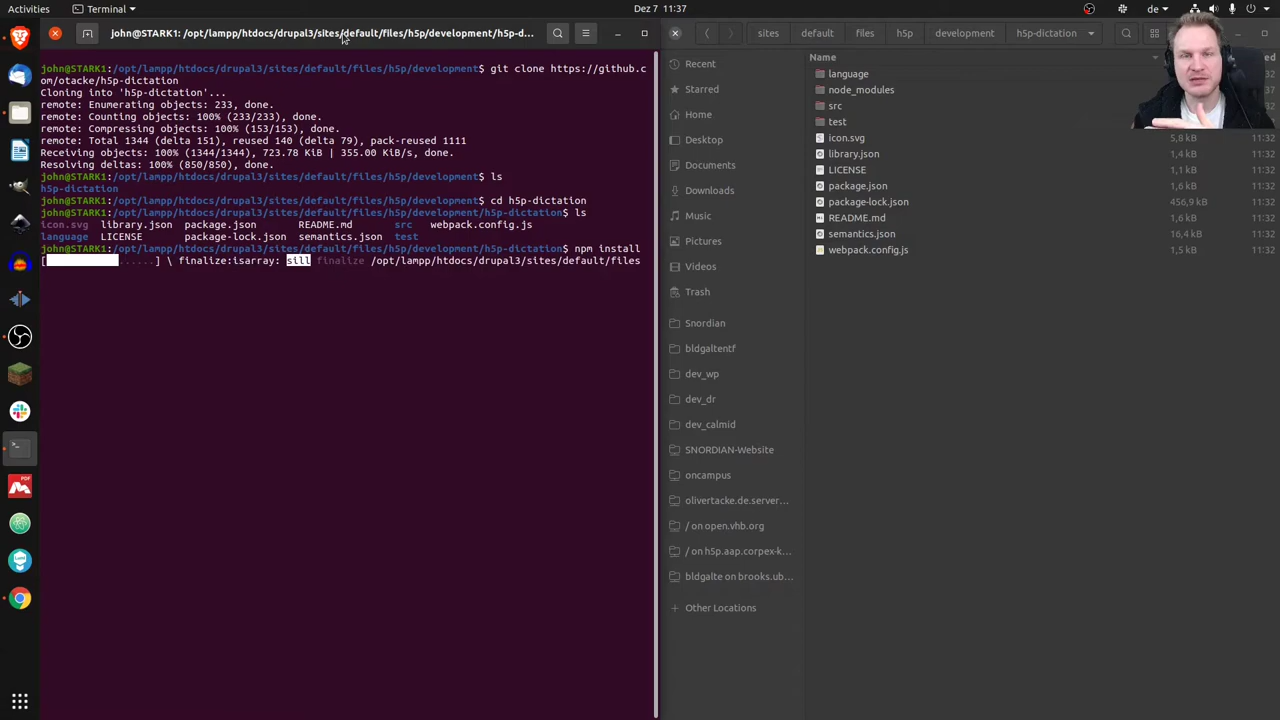 Activities
Terminal
Dez 7 11:37
de
john@STARK1: /opt/lampp/htdocs/drupal3/sites/default/files/h5p/development/h5p-d…
john@STARK1:/opt/lampp/htdocs/drupal3/sites/default/files/h5p/development$ git clone https://github.c
om/otacke/h5p-dictation
Cloning into 'h5p-dictation'...
remote: Enumerating objects: 233, done.
remote: Counting objects: 100% (233/233), done.
remote: Compressing objects: 100% (153/153), done.
remote: Total 1344 (delta 151), reused 140 (delta 79), pack-reused 1111
Receiving objects: 100% (1344/1344), 723.78 KiB | 355.00 KiB/s, done.
Resolving deltas: 100% (850/850), done.
john@STARK1:/opt/lampp/htdocs/drupal3/sites/default/files/h5p/development$ ls
h5p-dictation
john@STARK1:/opt/lampp/htdocs/drupal3/sites/default/files/h5p/development$ cd h5p-dictation
john@STARK1:/opt/lampp/htdocs/drupal3/sites/default/files/h5p/development/h5p-dictation$ ls
icon.svg library.json package.json README.md src webpack.config.js
language LICENSE package-lock.json semantics.json test
john@STARK1:/opt/lampp/htdocs/drupal3/sites/default/files/h5p/development/h5p-dictation$ npm install
[ ......] \ finalize:isarray: sill finalize /opt/lampp/htdocs/drupal3/sites/default/files
sites
default
files
h5p
development
h5p-dictation
Recent
Starred
Home
Desktop
Documents
Downloads
Music
Pictures
Videos
Trash
Snordian
bldgaltentf
dev_wp
dev_dr
dev_calmid
SNORDIAN-Website
oncampus
olivertacke.de.server…
/ on open.vhb.org
/ on h5p.aap.corpex-k…
bldgalte on brooks.ub…
Other Locations
Name
language
node_modules
src
test
icon.svg 5,8 kB 11:32
library.json 1,4 kB 11:32
LICENSE 1,1 kB 11:32
package.json 1,4 kB 11:32
package-lock.json 456,9 kB 11:32
README.md 1,6 kB 11:32
semantics.json 16,4 kB 11:32
webpack.config.js 1,5 kB 11:32